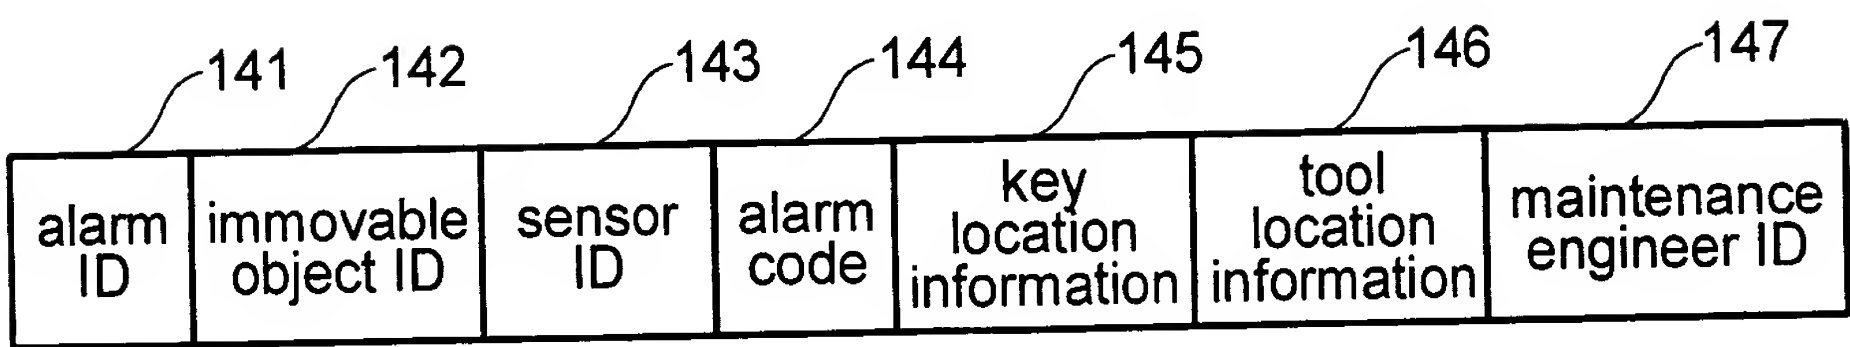 141 142 143 144 145 146 147
alarm
ID
immovable
object ID
sensor
ID
alarm
code
key
location
information
tool
location
information
maintenance
engineer ID